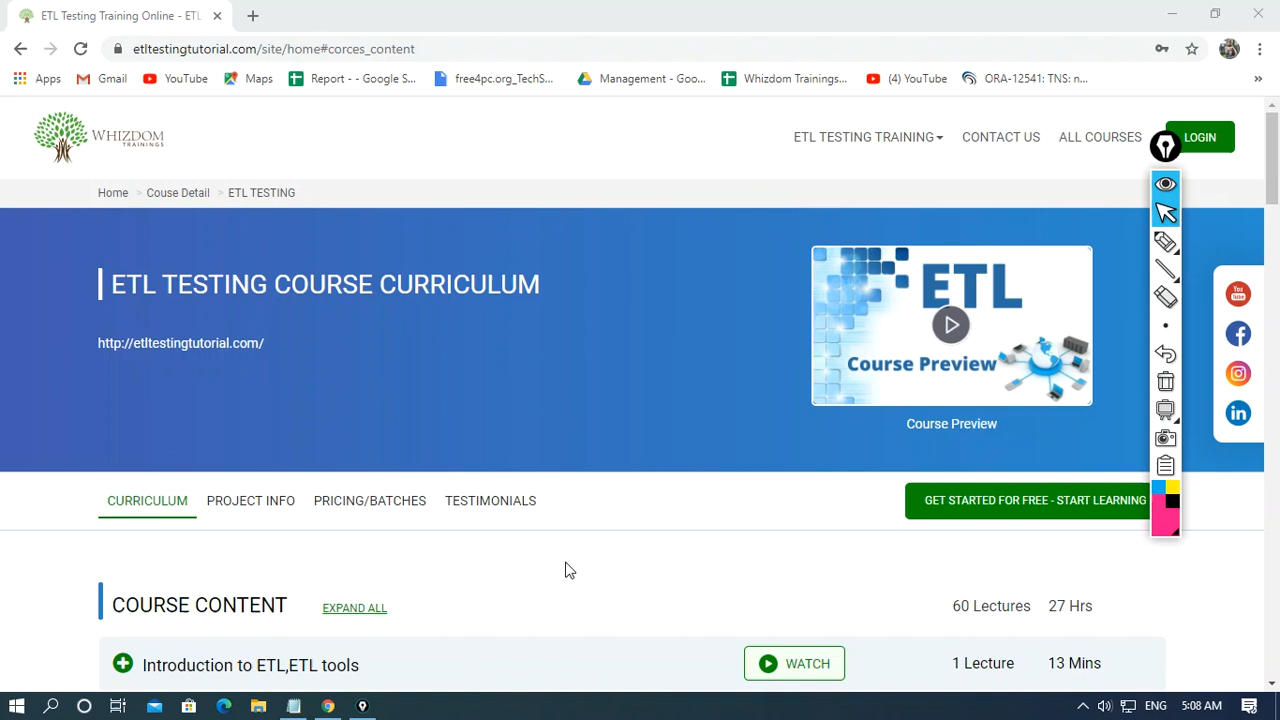 ETL Testing Training Online - ETL
etltestingtutorial.com/site/home#corces_content
Apps
Gmail
YouTube
Maps
Report - - Google S...
free4pc.org_TechS...
Management - Goo...
Whizdom Trainings...
(4) YouTube
ORA-12541: TNS: n...
»
WHIZDOM
TRAININGS
ETL TESTING TRAINING
CONTACT US
ALL COURSES
LOGIN
Home > Couse Detail > ETL TESTING
ETL TESTING COURSE CURRICULUM
http://etltestingtutorial.com/
ETL
Course Preview
Course Preview
You
Tube
CURRICULUM
PROJECT INFO
PRICING/BATCHES
TESTIMONIALS
GET STARTED FOR FREE - START LEARNING
COURSE CONTENT
EXPAND ALL
60 Lectures
27 Hrs
Introduction to ETL,ETL tools
WATCH
1 Lecture
13 Mins
ENG
5:08 AM